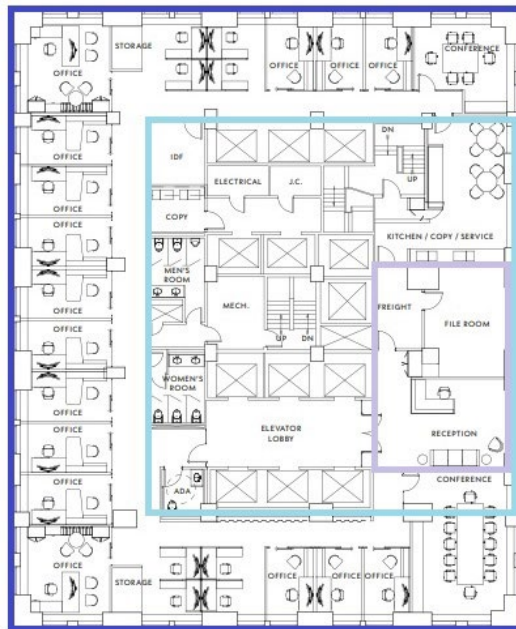 OFFICE
STORAGE
OFFICE
OFFICE
OFFICE
CONFERENCE
OFFICE
OFFICE
OFFICE
OFFICE
OFFICE
OFFICE
OFFICE
OFFICE
IDF
ELECTRICAL
J.C.
DN
UP
COPY
KITCHEN / COPY / SERVICE
MEN'S
ROOM
MECH.
UP
DN
FREIGHT
FILE ROOM
WOMEN'S
ROOM
ELEVATOR
LOBBY
RECEPTION
ADA
CONFERENCE
OFFICE
STORAGE
OFFICE
OFFICE
OFFICE